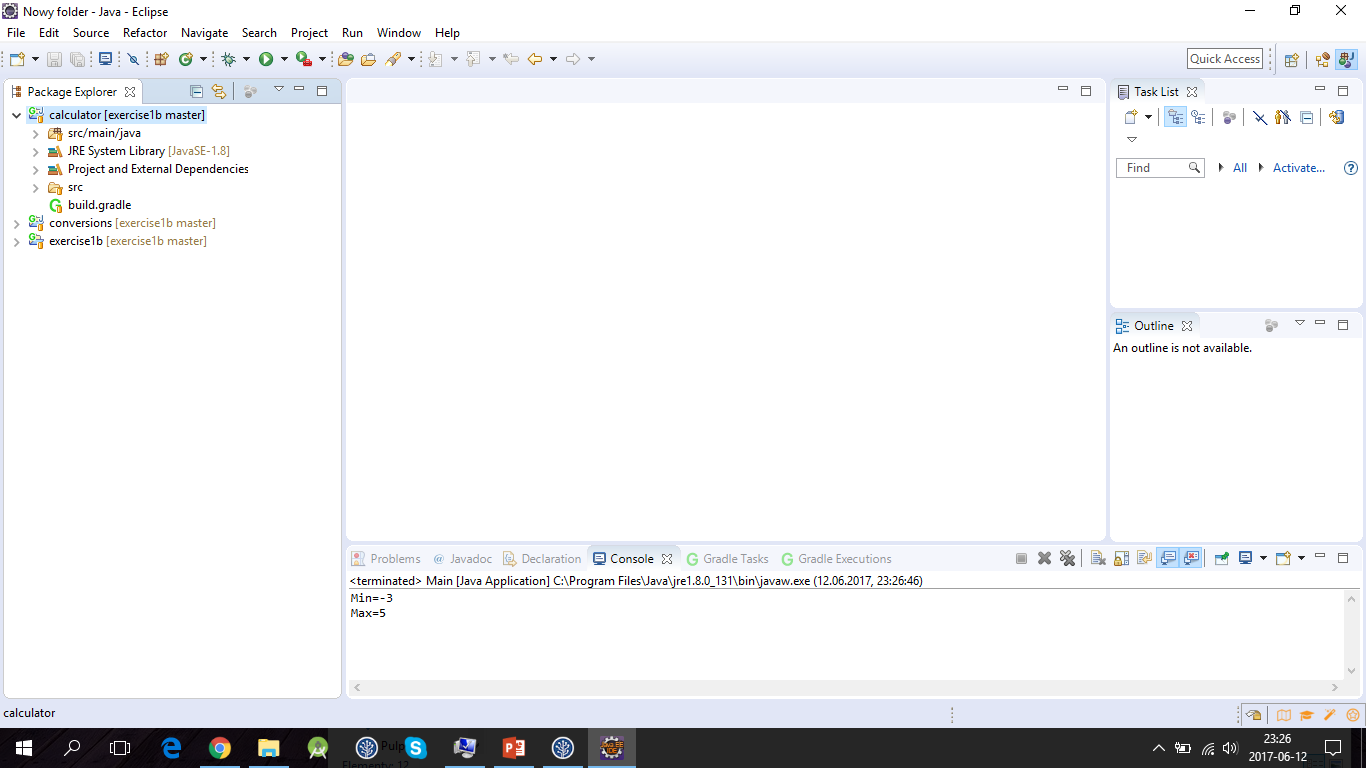 Nowy folder - Java - Eclipse
File Edit Source Refactor Navigate Search Project Run Window Help
Quick Access
Package Explorer
calculator [exercise1b master]
src/main/java
JRE System Library [JavaSE-1.8]
Project and External Dependencies
src
build.gradle
conversions [exercise1b master]
exercise1b [exercise1b master]
Task List
Find All Activate...
Outline
An outline is not available.
Problems @ Javadoc Declaration Console Gradle Tasks Gradle Executions
<terminated> Main [Java Application] C:\Program Files\Java\jre1.8.0_131\bin\javaw.exe (12.06.2017, 23:26:46)
Min=-3
Max=5
calculator
23:26
2017-06-12